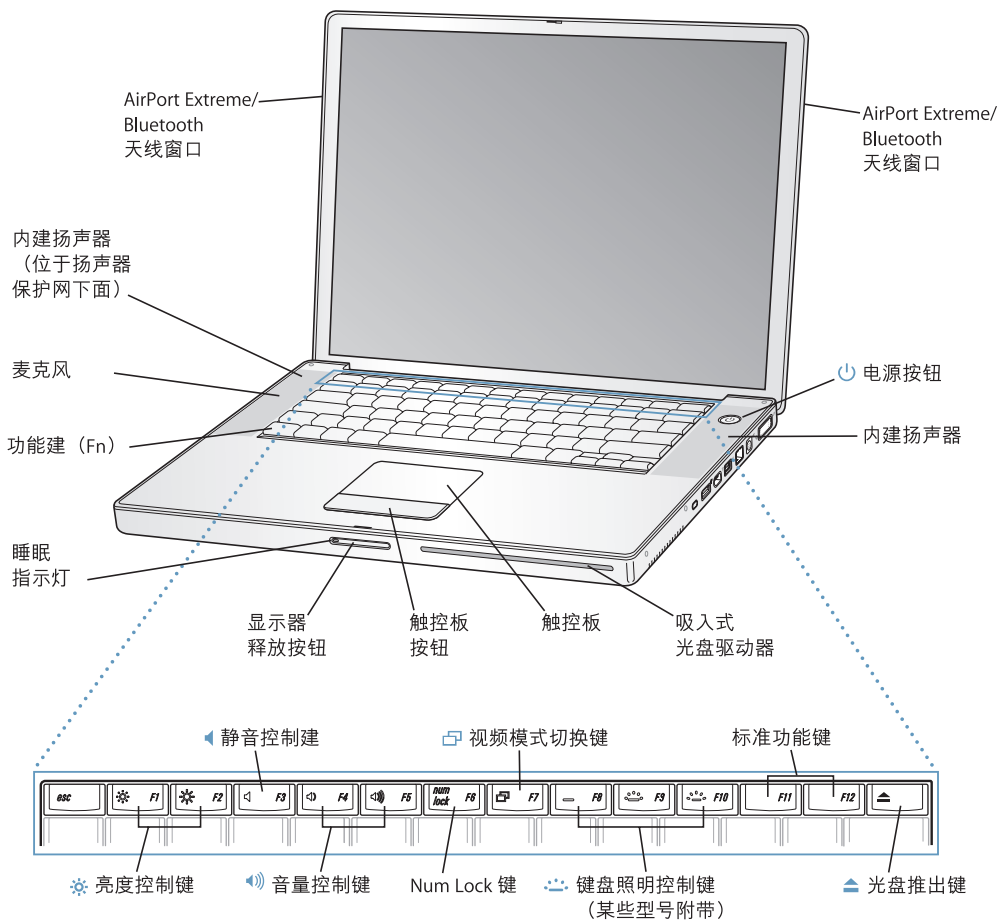 AirPort Extreme/
Bluetooth
天线窗口
AirPort Extreme/
Bluetooth
天线窗口
内建扬声器
（位于扬声器
保护网下面）
麦克风
电源按钮
功能建（Fn）
内建扬声器
睡眠
指示灯
显示器
释放按钮
触控板
按钮
触控板
吸入式
光盘驱动器
静音控制建
视频模式切换键
标准功能键
esc
F1
F2
F3
F4
F5
num
lock
F6
F7
F8
F9
F10
F11
F12
亮度控制键
音量控制键
Num Lock 键
键盘照明控制键
（某些型号附带）
光盘推出键